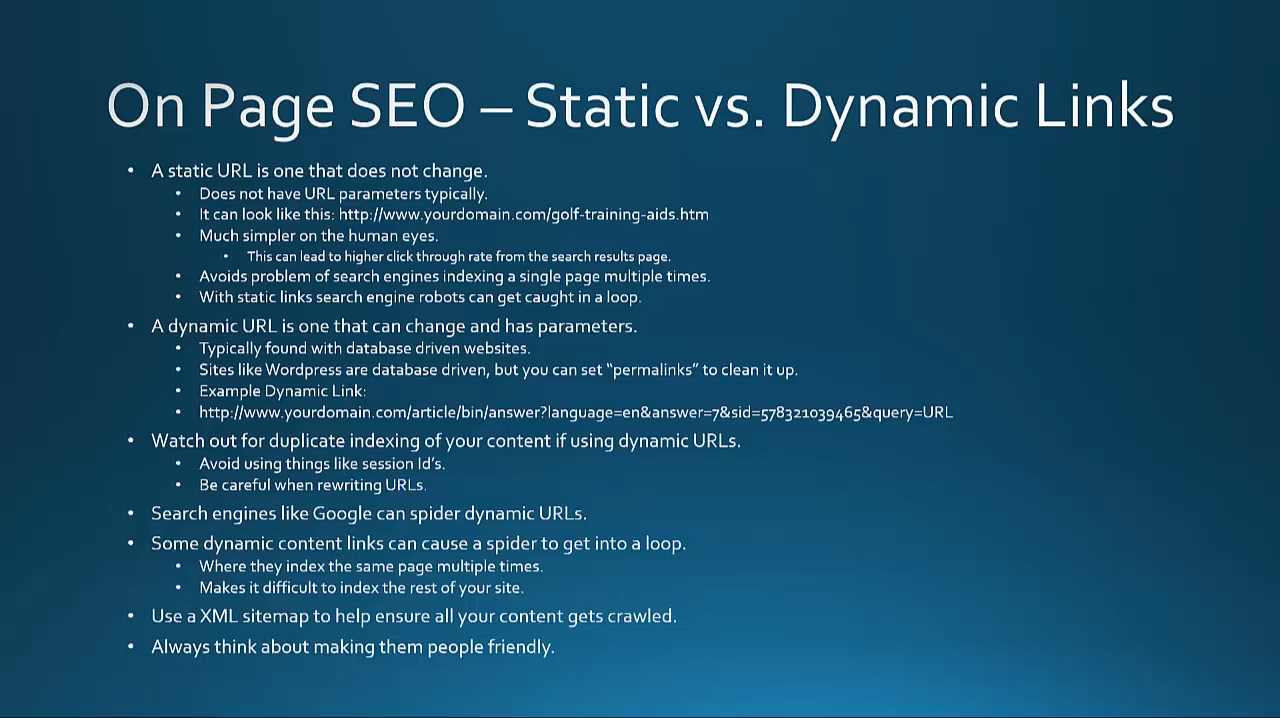 On Page SEO – Static vs. Dynamic Links
• A static URL is one that does not change.
• Does not have URL parameters typically.
• It can look like this: http://www.yourdomain.com/golf-training-aids.htm
• Much simpler on the human eyes.
• This can lead to higher click through rate from the search results page.
• Avoids problem of search engines indexing a single page multiple times.
• With static links search engine robots can get caught in a loop.
• A dynamic URL is one that can change and has parameters.
• Typically found with database driven websites.
• Sites like Wordpress are database driven, but you can set “permalinks” to clean it up.
• Example Dynamic Link:
• http://www.yourdomain.com/article/bin/answer?language=en&answer=7&sid=578321039465&query=URL
• Watch out for duplicate indexing of your content if using dynamic URLs.
• Avoid using things like session Id’s.
• Be careful when rewriting URLs.
• Search engines like Google can spider dynamic URLs.
• Some dynamic content links can cause a spider to get into a loop.
• Where they index the same page multiple times.
• Makes it difficult to index the rest of your site.
• Use a XML sitemap to help ensure all your content gets crawled.
• Always think about making them people friendly.